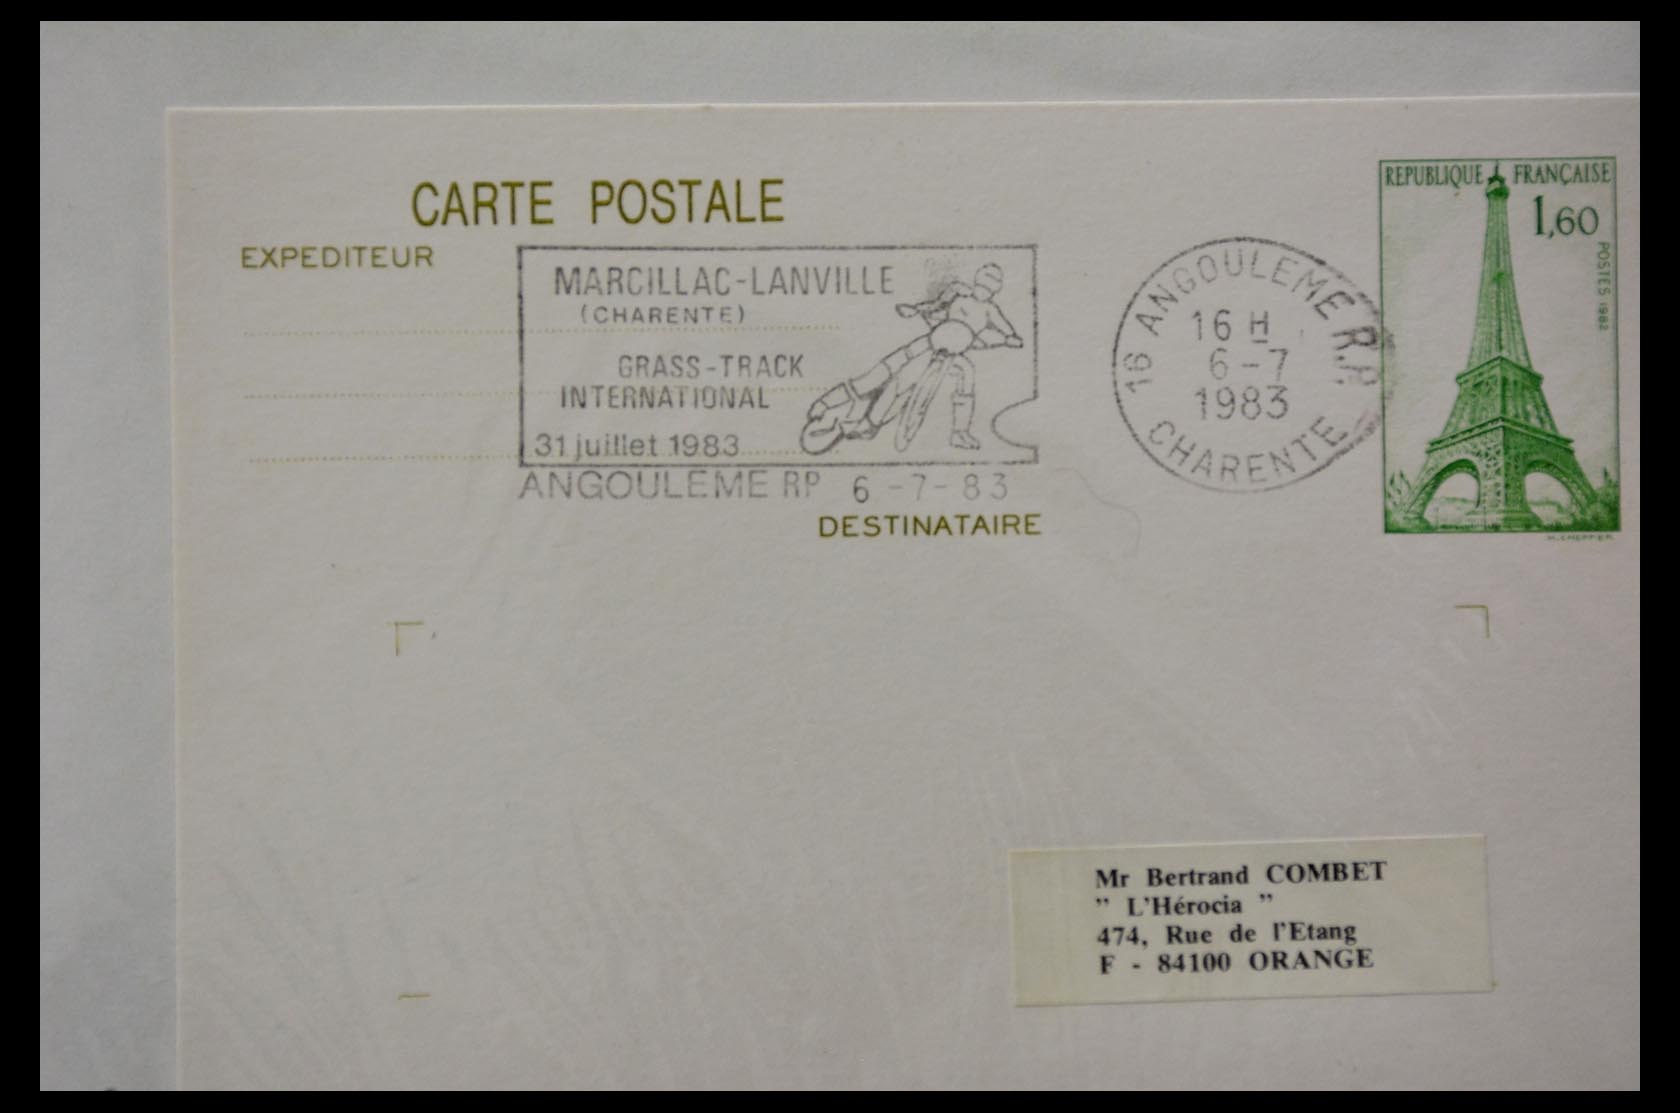 CARTE POSTALE
EXPEDITEUR
MARCILLAC-LANVILLE
(CHARENTE)
GRASS-TRACK
INTERNATIONAL
31 juillet 1983
ANGOULEME RP 6-7-83
16 ANGOULEME R.P.
16 H
6-7
1983
CHARENTE
REPUBLIQUE FRANÇAISE
1,60
POSTES 1982
DESTINATAIRE
Mr Bertrand COMBET
" L'Hérocia "
474, Rue de l'Etang
F - 84100 ORANGE